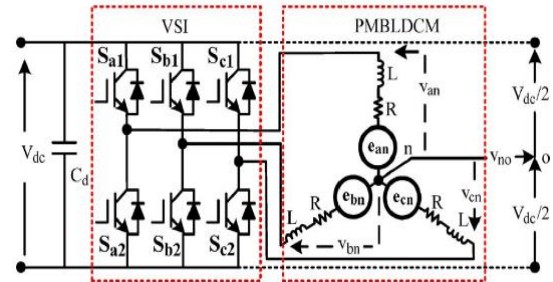 VSI PMBLDCM
Sa1 Sb1 Sc1
L
van
Vdc/2
R
Vdc
Cd
ean
n
vno
o
ebn
ecn
R
R
vcn
Sa2 Sb2 Sc2
L
L
vbn
Vdc/2